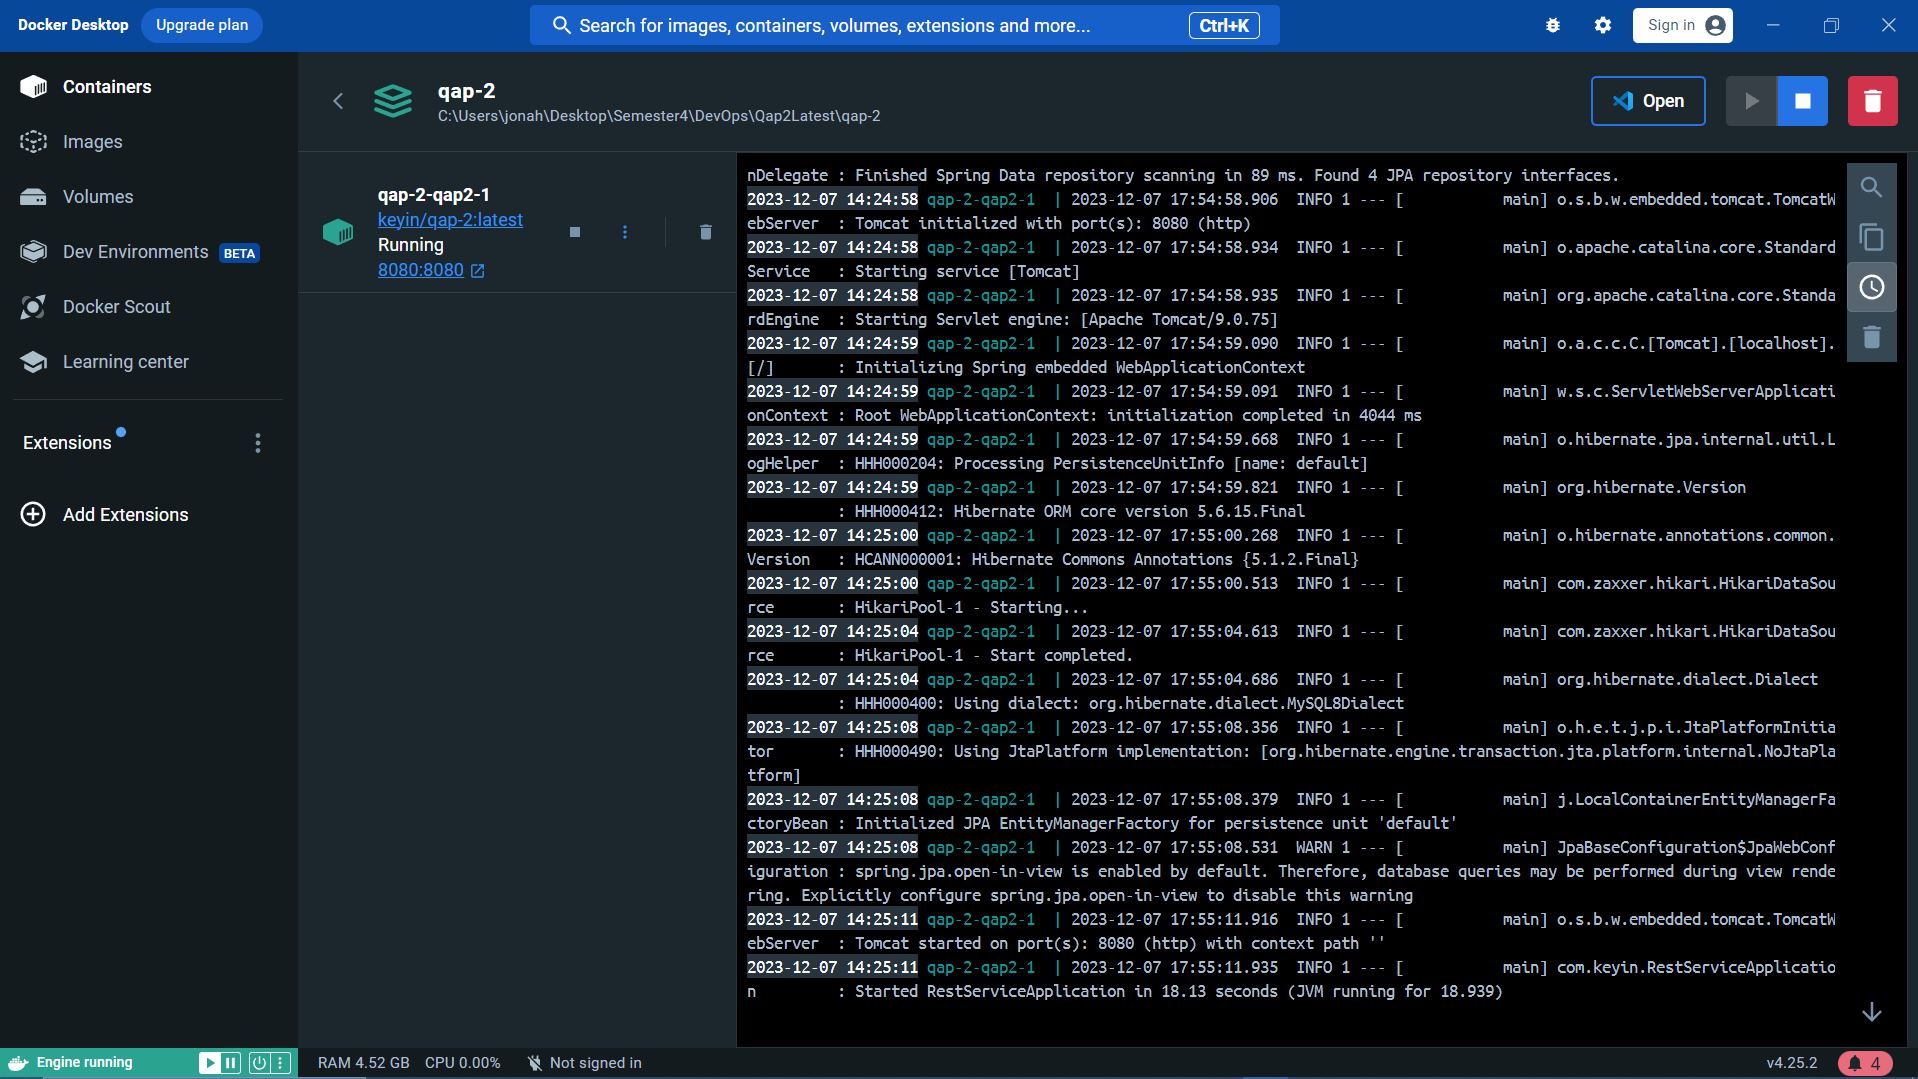 Docker Desktop
Upgrade plan
Search for images, containers, volumes, extensions and more...
Ctrl+K
Sign in
Containers
Images
Volumes
Dev Environments BETA
Docker Scout
Learning center
Extensions
Add Extensions
qap-2
C:\Users\jonah\Desktop\Semester4\DevOps\Qap2Latest\qap-2
Open
qap-2-qap2-1
keyin/qap-2:latest
Running
8080:8080
nDelegate : Finished Spring Data repository scanning in 89 ms. Found 4 JPA repository interfaces.
2023-12-07 14:24:58 qap-2-qap2-1  | 2023-12-07 17:54:58.906  INFO 1 --- [           main] o.s.b.w.embedded.tomcat.TomcatW
ebServer  : Tomcat initialized with port(s): 8080 (http)
2023-12-07 14:24:58 qap-2-qap2-1  | 2023-12-07 17:54:58.934  INFO 1 --- [           main] o.apache.catalina.core.Standard
Service   : Starting service [Tomcat]
2023-12-07 14:24:58 qap-2-qap2-1  | 2023-12-07 17:54:58.935  INFO 1 --- [           main] org.apache.catalina.core.Standa
rdEngine  : Starting Servlet engine: [Apache Tomcat/9.0.75]
2023-12-07 14:24:59 qap-2-qap2-1  | 2023-12-07 17:54:59.090  INFO 1 --- [           main] o.a.c.c.C.[Tomcat].[localhost].
[/]       : Initializing Spring embedded WebApplicationContext
2023-12-07 14:24:59 qap-2-qap2-1  | 2023-12-07 17:54:59.091  INFO 1 --- [           main] w.s.c.ServletWebServerApplicati
onContext : Root WebApplicationContext: initialization completed in 4044 ms
2023-12-07 14:24:59 qap-2-qap2-1  | 2023-12-07 17:54:59.668  INFO 1 --- [           main] o.hibernate.jpa.internal.util.L
ogHelper  : HHH000204: Processing PersistenceUnitInfo [name: default]
2023-12-07 14:24:59 qap-2-qap2-1  | 2023-12-07 17:54:59.821  INFO 1 --- [           main] org.hibernate.Version
: HHH000412: Hibernate ORM core version 5.6.15.Final
2023-12-07 14:25:00 qap-2-qap2-1  | 2023-12-07 17:55:00.268  INFO 1 --- [           main] o.hibernate.annotations.common.
Version   : HCANN000001: Hibernate Commons Annotations {5.1.2.Final}
2023-12-07 14:25:00 qap-2-qap2-1  | 2023-12-07 17:55:00.513  INFO 1 --- [           main] com.zaxxer.hikari.HikariDataSou
rce       : HikariPool-1 - Starting...
2023-12-07 14:25:04 qap-2-qap2-1  | 2023-12-07 17:55:04.613  INFO 1 --- [           main] com.zaxxer.hikari.HikariDataSou
rce       : HikariPool-1 - Start completed.
2023-12-07 14:25:04 qap-2-qap2-1  | 2023-12-07 17:55:04.686  INFO 1 --- [           main] org.hibernate.dialect.Dialect
: HHH000400: Using dialect: org.hibernate.dialect.MySQL8Dialect
2023-12-07 14:25:08 qap-2-qap2-1  | 2023-12-07 17:55:08.356  INFO 1 --- [           main] o.h.e.t.j.p.i.JtaPlatformInitia
tor       : HHH000490: Using JtaPlatform implementation: [org.hibernate.engine.transaction.jta.platform.internal.NoJtaPla
tform]
2023-12-07 14:25:08 qap-2-qap2-1  | 2023-12-07 17:55:08.379  INFO 1 --- [           main] j.LocalContainerEntityManagerFa
ctoryBean : Initialized JPA EntityManagerFactory for persistence unit 'default'
2023-12-07 14:25:08 qap-2-qap2-1  | 2023-12-07 17:55:08.531  WARN 1 --- [           main] JpaBaseConfiguration$JpaWebConf
iguration : spring.jpa.open-in-view is enabled by default. Therefore, database queries may be performed during view rende
ring. Explicitly configure spring.jpa.open-in-view to disable this warning
2023-12-07 14:25:11 qap-2-qap2-1  | 2023-12-07 17:55:11.916  INFO 1 --- [           main] o.s.b.w.embedded.tomcat.TomcatW
ebServer  : Tomcat started on port(s): 8080 (http) with context path ''
2023-12-07 14:25:11 qap-2-qap2-1  | 2023-12-07 17:55:11.935  INFO 1 --- [           main] com.keyin.RestServiceApplicatio
n         : Started RestServiceApplication in 18.13 seconds (JVM running for 18.939)
Engine running
RAM 4.52 GB
CPU 0.00%
Not signed in
v4.25.2
4